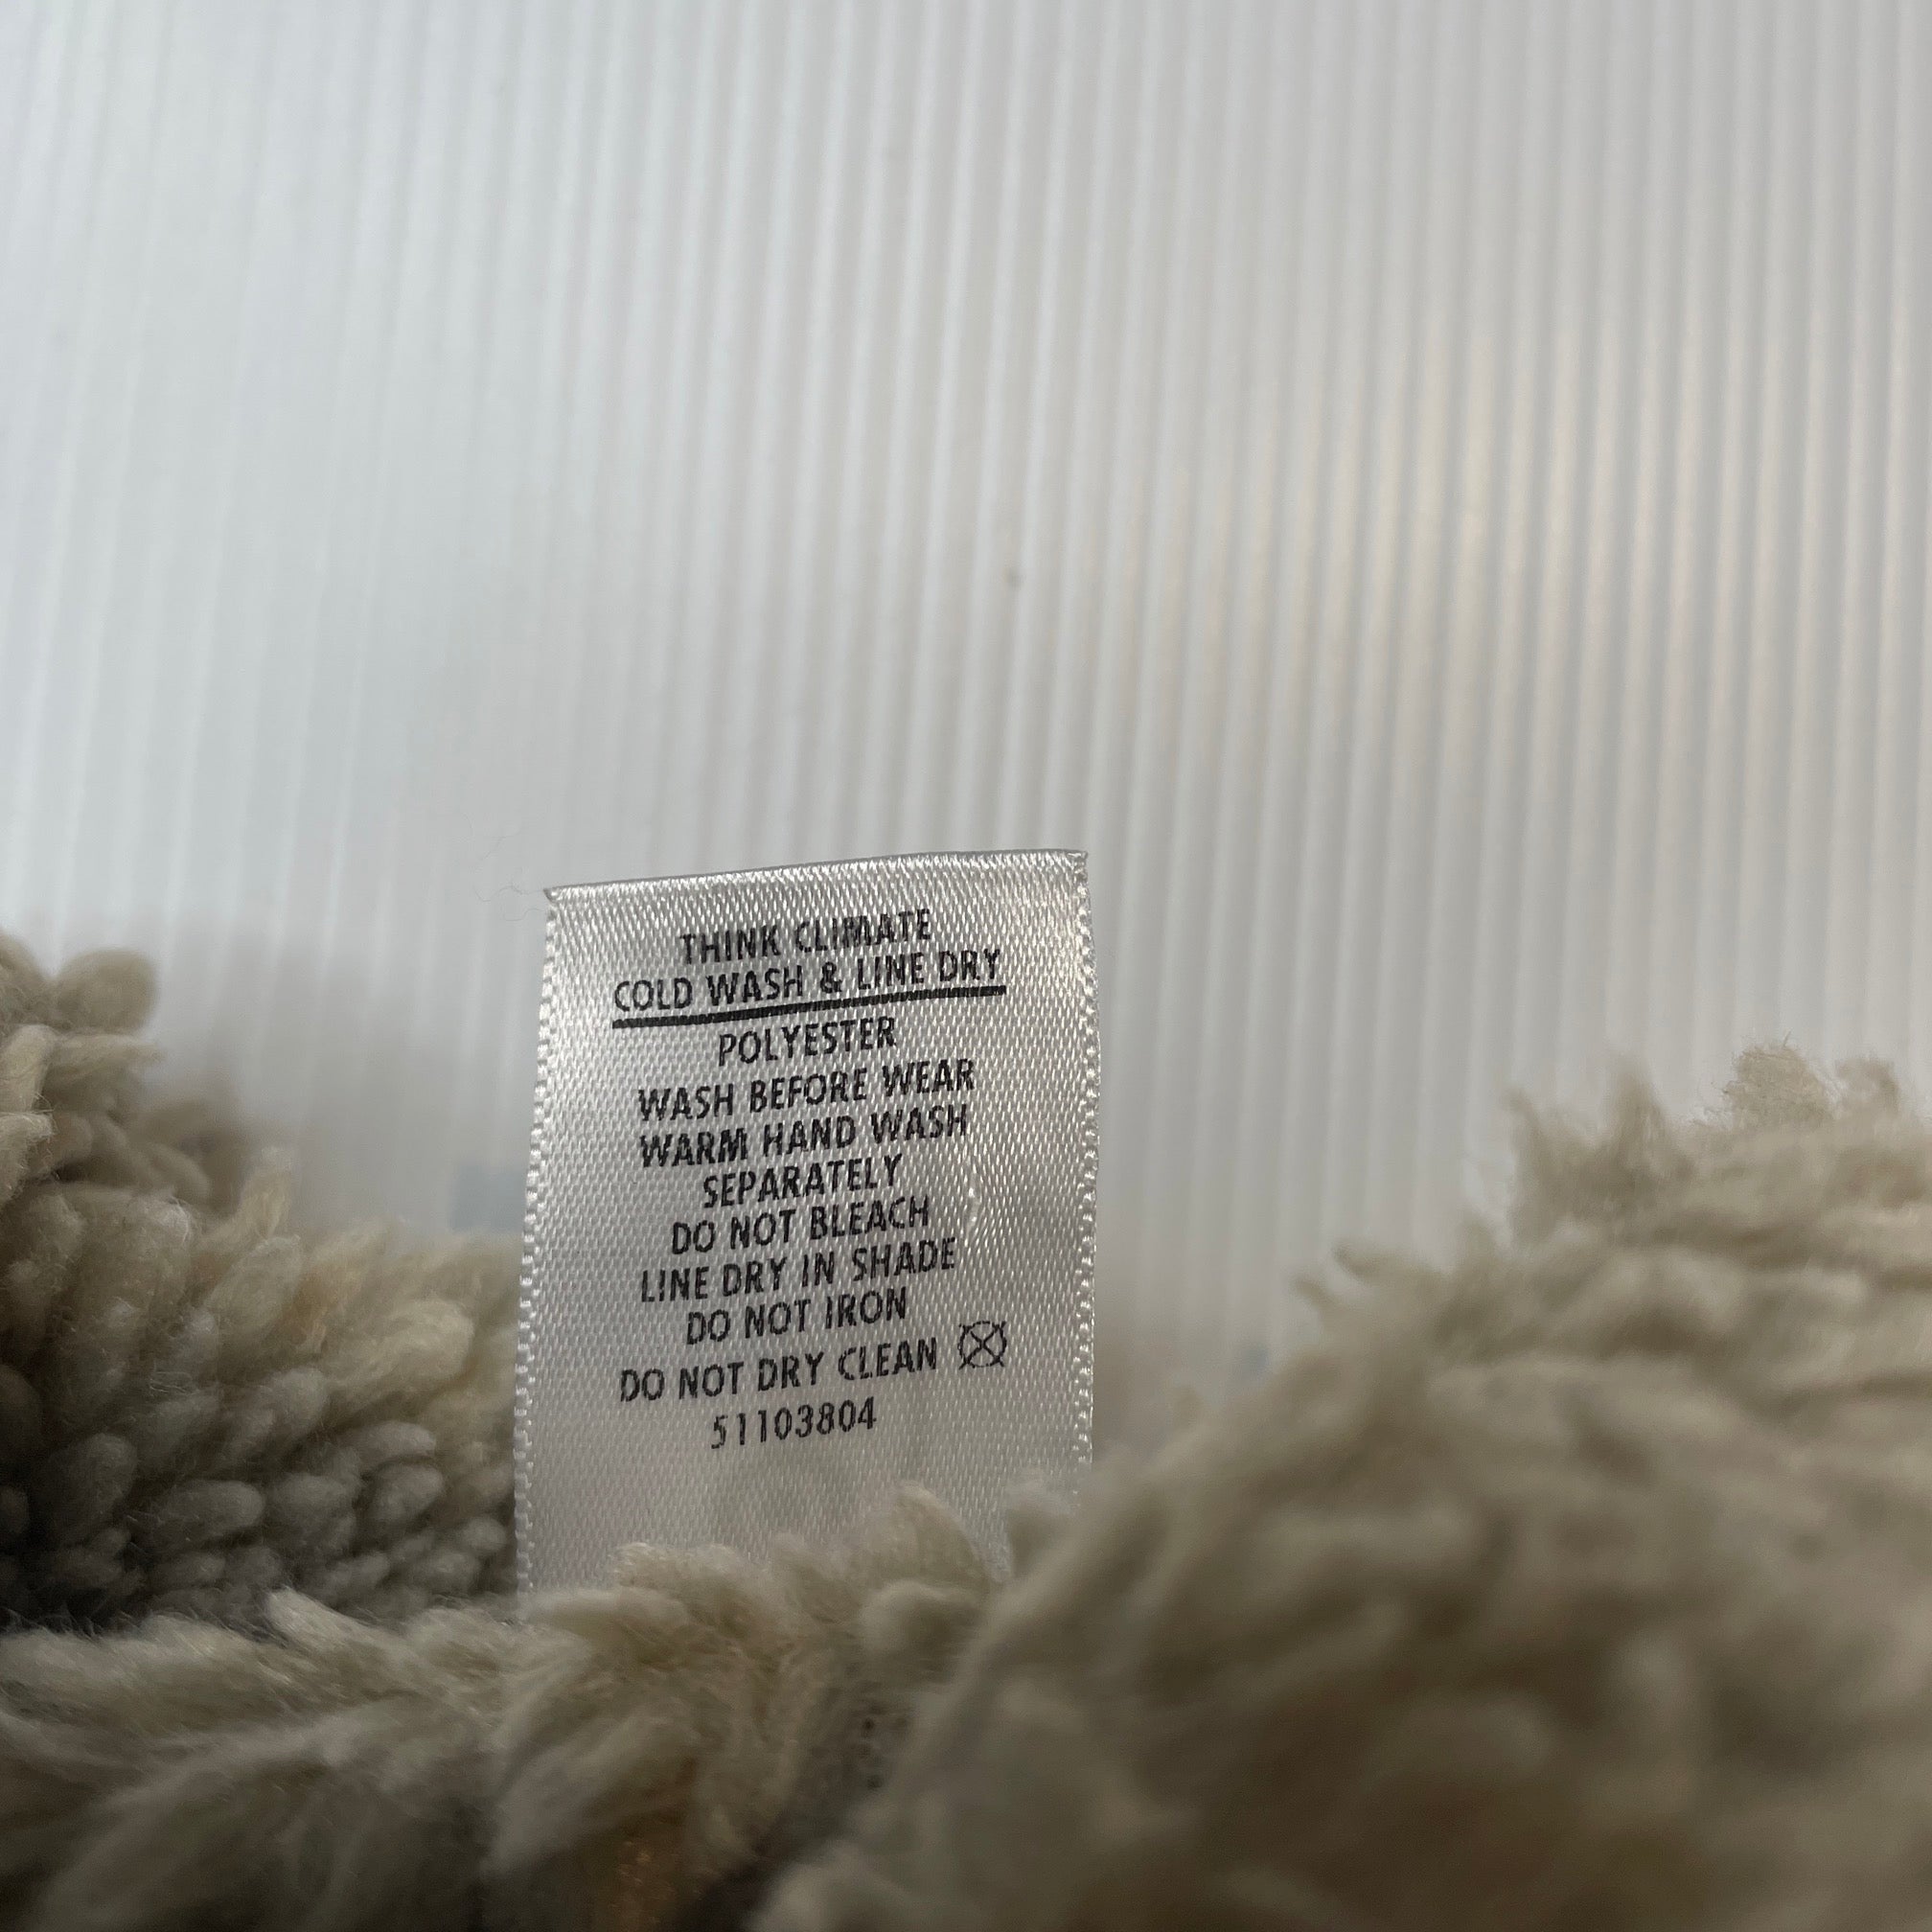 THINK CLIMATE
COLD WASH & LINE DRY
POLYESTER
WASH BEFORE WEAR
WARM HAND WASH
SEPARATELY
DO NOT BLEACH
LINE DRY IN SHADE
DO NOT IRON
DO NOT DRY CLEAN
51103804